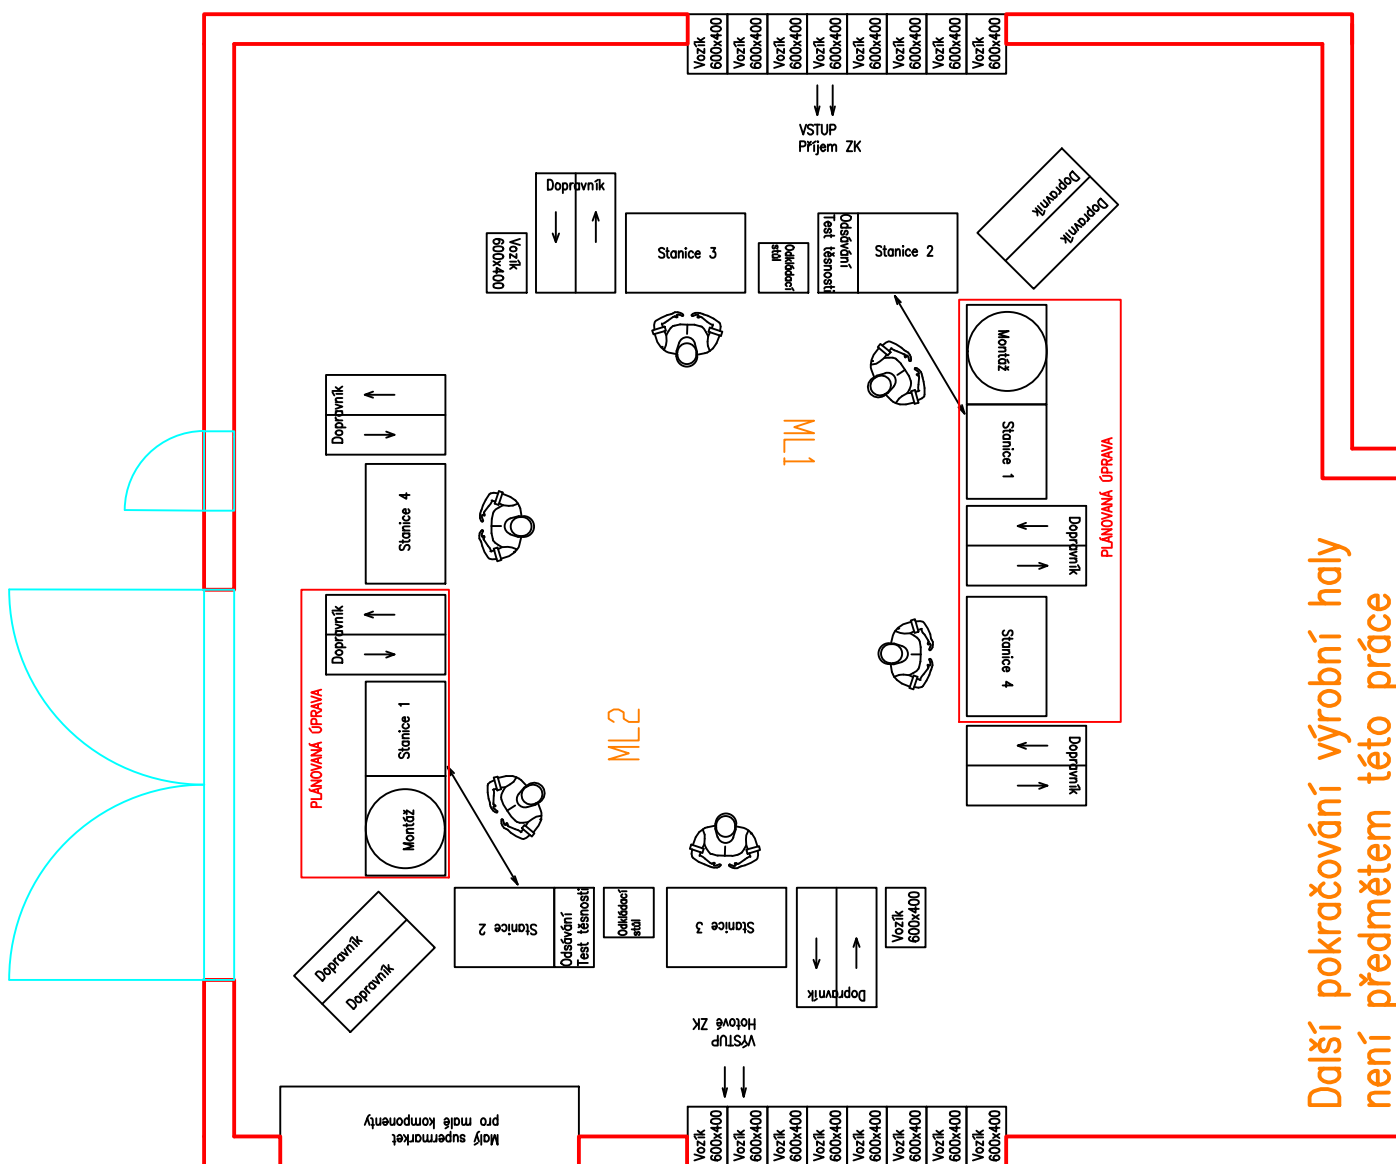 Vozík
600x400
Vozík
600x400
Vozík
600x400
Vozík
600x400
Vozík
600x400
Vozík
600x400
Vozík
600x400
Vozík
600x400
VSTUP
Příjem ZK
Dopravník
Vozík
600x400
Stanice 3
Odkládací
stůl
Odsávání
Test těsnosti
Stanice 2
Dopravník
Dopravník
Montáž
Stanice 1
PLÁNOVANÁ ÚPRAVA
Dopravník
Stanice 4
Dopravník
ML1
Dopravník
Stanice 4
Dopravník
PLÁNOVANÁ ÚPRAVA
Stanice 1
Montáž
ML2
Dopravník
Dopravník
Stanice 2
Odsávání
Test těsnosti
Odkládací
stůl
Stanice 3
Dopravník
Vozík
600x400
VÝSTUP
Hotové ZK
Malý supermarket
pro malé komponenty
Vozík
600x400
Vozík
600x400
Vozík
600x400
Vozík
600x400
Vozík
600x400
Vozík
600x400
Vozík
600x400
Vozík
600x400
Další pokračování výrobní haly
není předmětem této práce